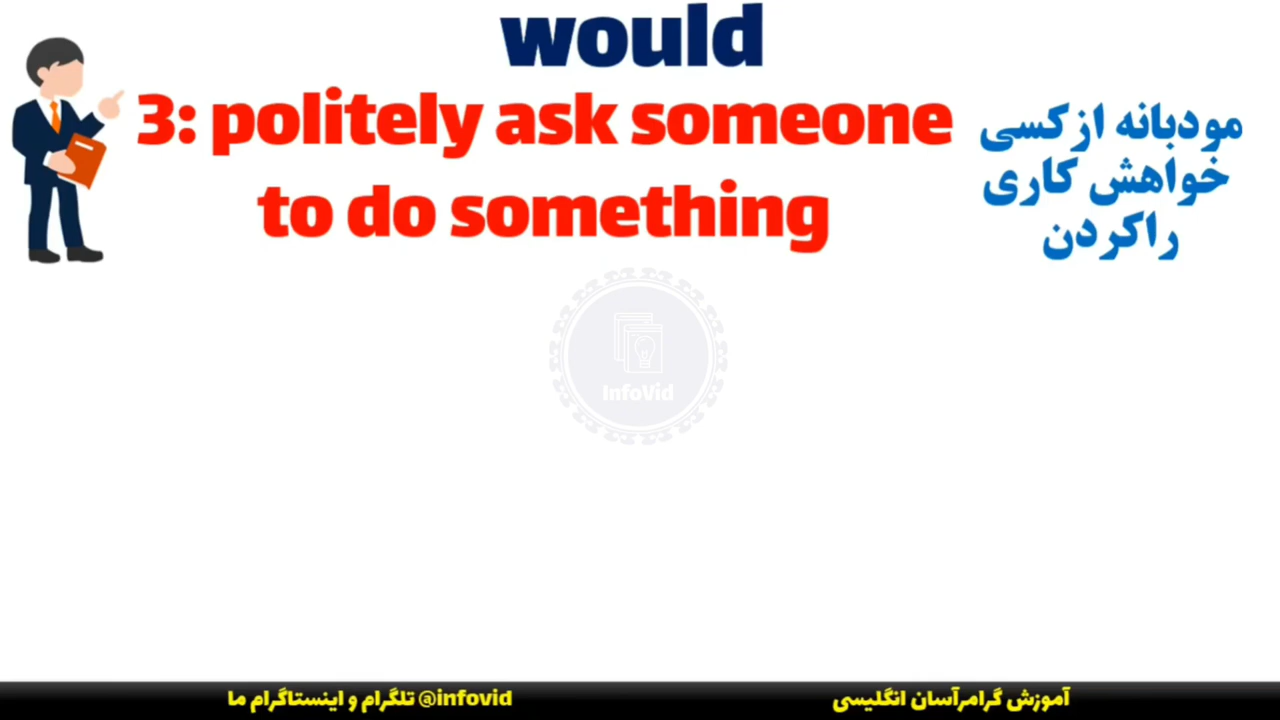 would
3: politely ask someone
to do something
مودبانه ازکسی
خواهش کاری
راکردن
InfoVid
@infovid تلگرام و اینستاگرام ما
آموزش گرامرآسان انگلیسی